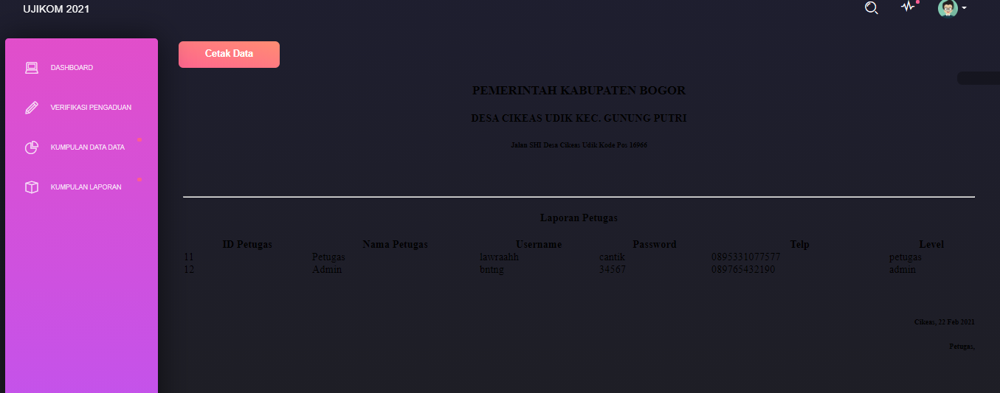 UJIKOM 2021
DASHBOARD
VERIFIKASI PENGADUAN
KUMPULAN DATA DATA
KUMPULAN LAPORAN
Cetak Data
PEMERINTAH KABUPATEN BOGOR
DESA CIKEAS UDIK KEC. GUNUNG PUTRI
Jalan SHI Desa Cikeas Udik Kode Pos 16966
Laporan Petugas
ID Petugas Nama Petugas Username Password Telp Level
11 Petugas lawraahh cantik 0895331077577 petugas
12 Admin bntng 34567 089765432190 admin
Cikeas, 22 Feb 2021
Petugas,